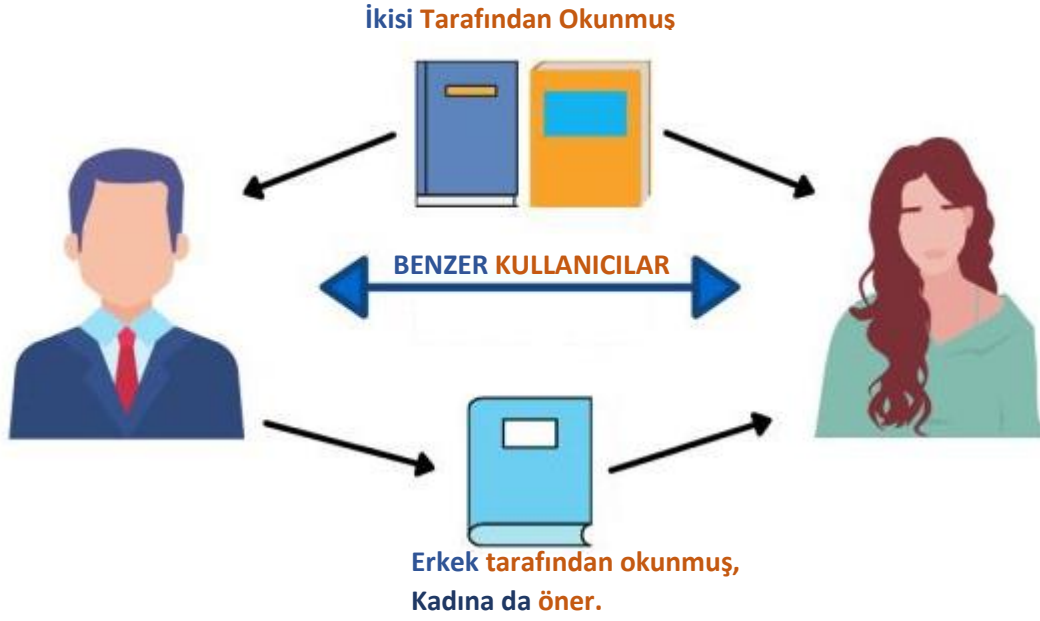 İkisi Tarafından Okunmuş
BENZER KULLANICILAR
Erkek tarafından okunmuş,
Kadına da öner.